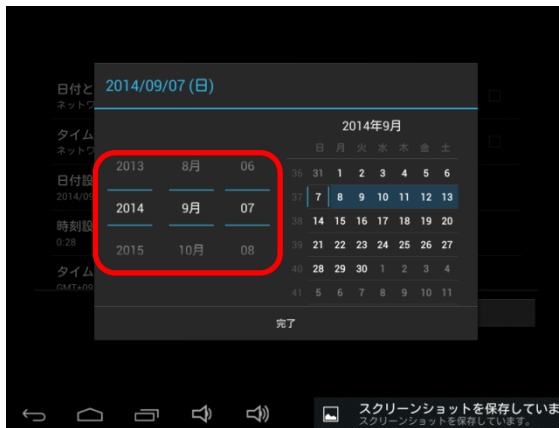 2014/09/07 (日)
日付と
ネットワ
タイム
ネットワ
日付設
2014/09
時刻設
0:28
タイム
GMT+09
2013 8月 06
2014 9月 07
2015 10月 08
2014年9月
日 月 火 水 木 金 土
36 31 1 2 3 4 5 6
37 7 8 9 10 11 12 13
38 14 15 16 17 18 19 20
39 21 22 23 24 25 26 27
40 28 29 30 1 2 3 4
41 5 6 7 8 9 10 11
完了
スクリーンショットを保存していま
スクリーンショットを保存しています。